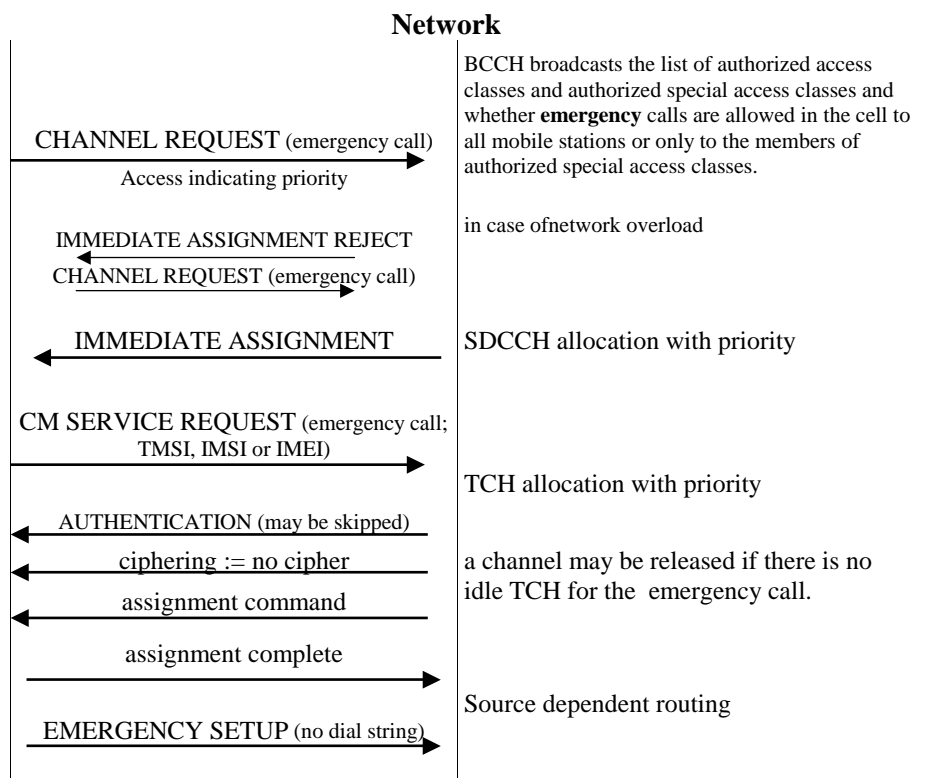 Network
BCCH broadcasts the list of authorized access
classes and authorized special access classes and
whether emergency calls are allowed in the cell to
all mobile stations or only to the members of
authorized special access classes.
CHANNEL REQUEST (emergency call)
Access indicating priority
in case ofnetwork overload
IMMEDIATE ASSIGNMENT REJECT
CHANNEL REQUEST (emergency call)
IMMEDIATE ASSIGNMENT
SDCCH allocation with priority
CM SERVICE REQUEST (emergency call;
TMSI, IMSI or IMEI)
TCH allocation with priority
AUTHENTICATION (may be skipped)
ciphering := no cipher
a channel may be released if there is no
idle TCH for the emergency call.
assignment command
assignment complete
Source dependent routing
EMERGENCY SETUP (no dial string)